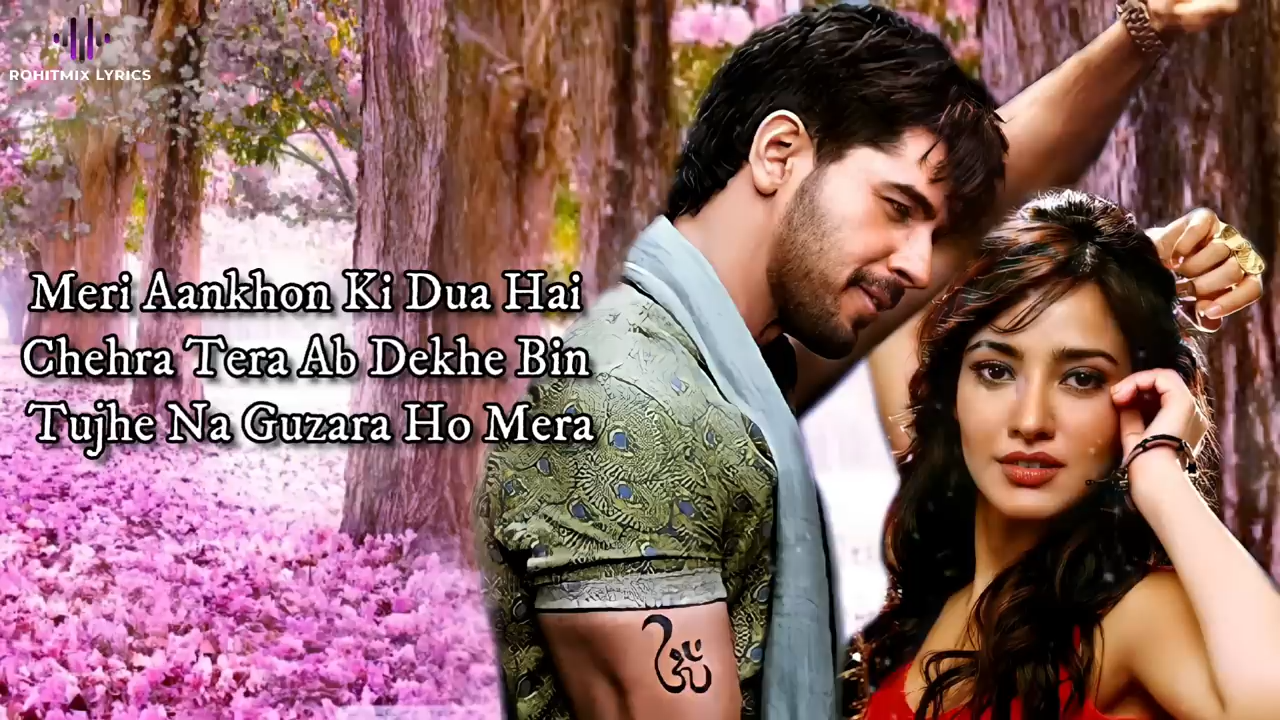 ROHITMIX LYRICS
Meri Aankhon Ki Dua Hai
Chehra Tera Ab Dekhe Bin
Tujhe Na Guzara Ho Mera